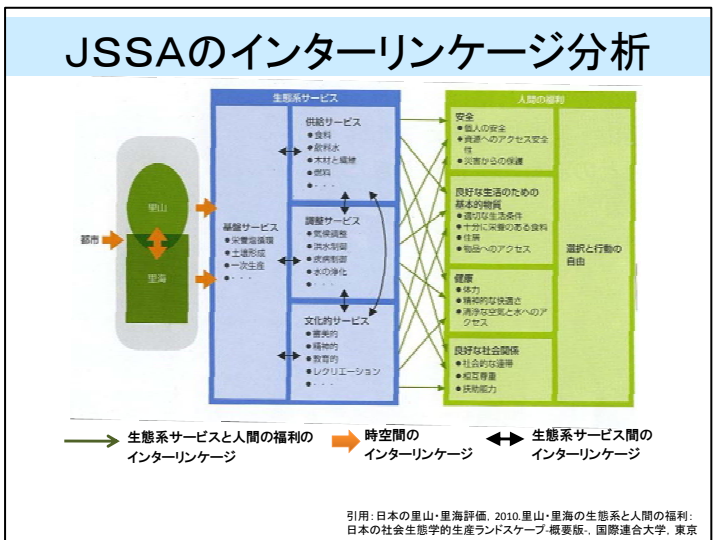 JSSAのインターリンケージ分析
生態系サービス
人間の福利
都市
里山
里海
基盤サービス
●栄養塩循環
●土壌形成
●一次生産
●・・・
供給サービス
●食料
●飲料水
●木材と繊維
●燃料
●・・・
調整サービス
●気候調整
●洪水制御
●疾病制御
●水の浄化
●・・・
文化的サービス
●審美的
●精神的
●教育的
●レクリエーション
●・・・
安全
●個人の安全
●資源へのアクセス安全
性
●災害からの保護
良好な生活のための
基本的物質
●適切な生活条件
●十分に栄養のある食料
●住居
●物品へのアクセス
健康
●体力
●精神的な快適さ
●清浄な空気と水へのア
クセス
良好な社会関係
●社会的な連帯
●相互尊重
●扶助能力
選択と行動の
自由
生態系サービスと人間の福利の
インターリンケージ
時空間の
インターリンケージ
生態系サービス間の
インターリンケージ
引用：日本の里山・里海評価, 2010.里山・里海の生態系と人間の福利：
日本の社会生態学的生産ランドスケープ-概要版-, 国際連合大学, 東京